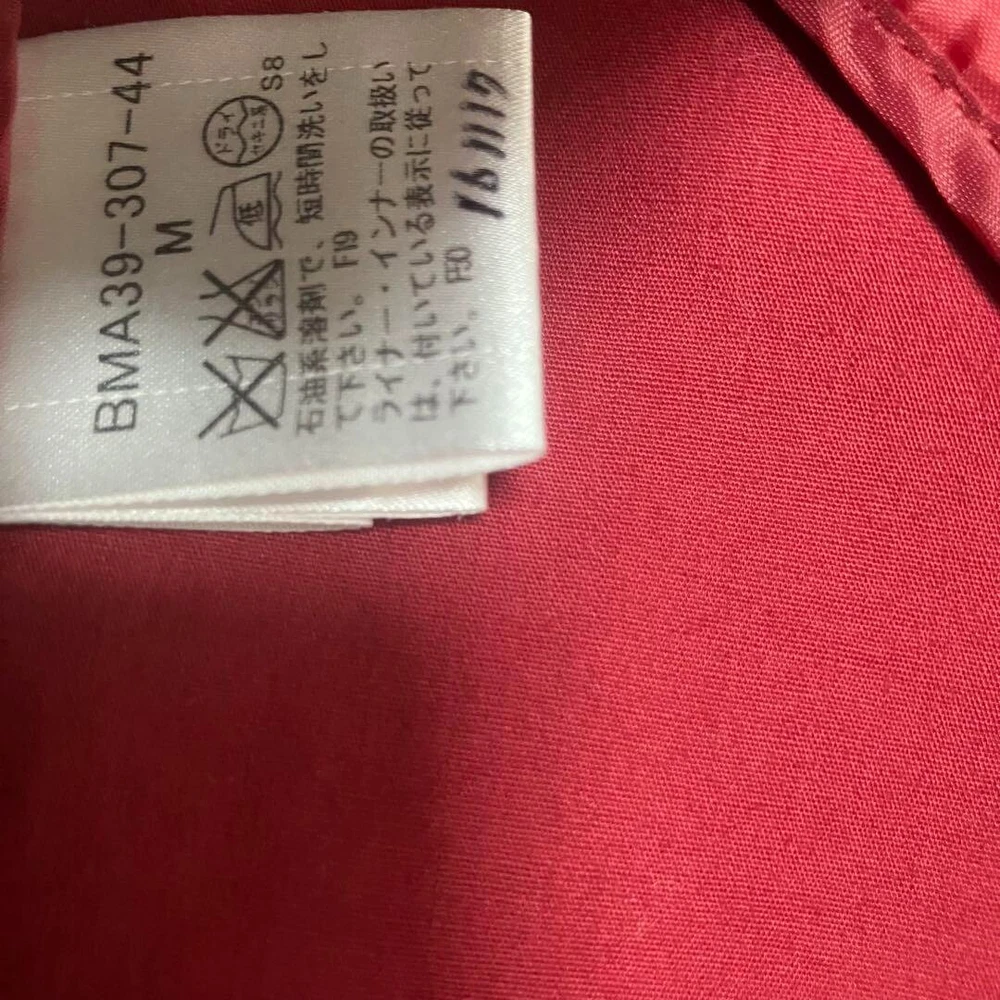 BMA39-307-44
M
ドライ
セキユ系
低
S8
石油系溶剤で、短時間洗いをし
て下さい。F19
ライナー・インナーの取扱い
は、付いている表示に従って
下さい。F30